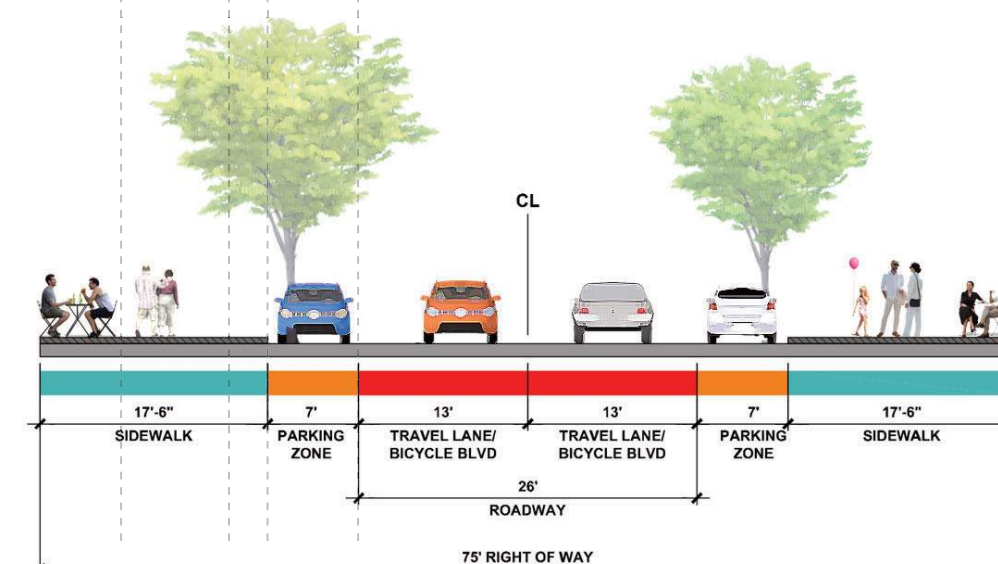 CL
17'-6" 7' 13' 13' 7' 17'-6"
SIDEWALK PARKING TRAVEL LANE/ TRAVEL LANE/ PARKING SIDEWALK
ZONE BICYCLE BLVD BICYCLE BLVD ZONE
26'
ROADWAY
75' RIGHT OF WAY